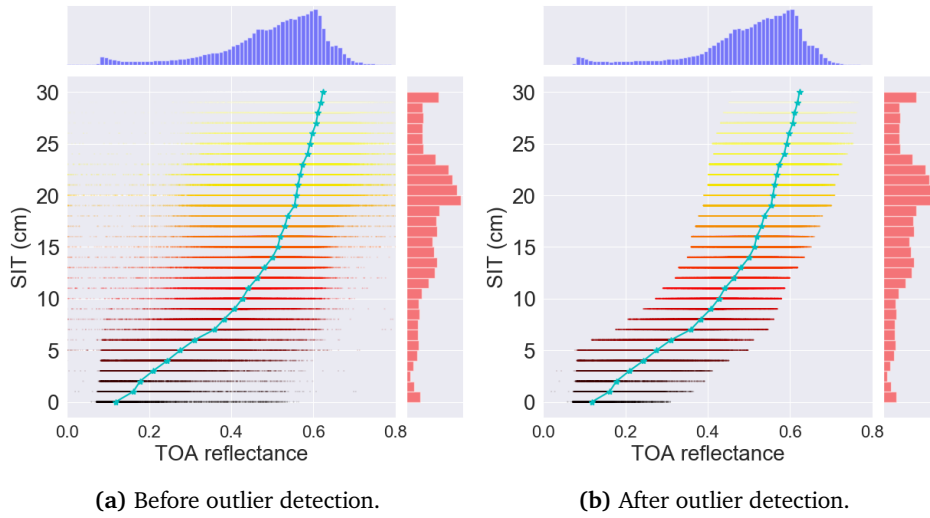 30
25
20
15
10
5
0
SIT (cm)
0.0 0.2 0.4 0.6 0.8
TOA reflectance
(a) Before outlier detection.
30
25
20
15
10
5
0
SIT (cm)
0.0 0.2 0.4 0.6 0.8
TOA reflectance
(b) After outlier detection.